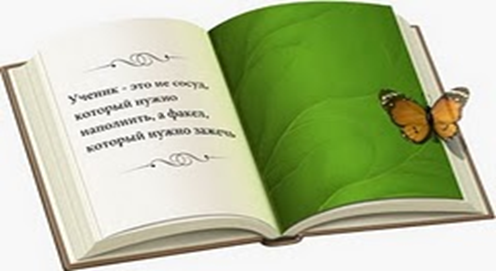 Ученик - это не сосуд,
который нужно
наполнить, а факел,
который нужно зажечь